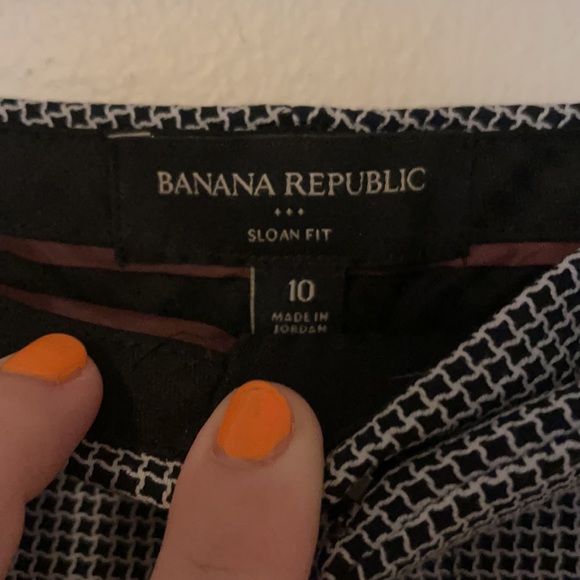 BANANA REPUBLIC
SLOAN FIT
10
MADE IN
JORDAN